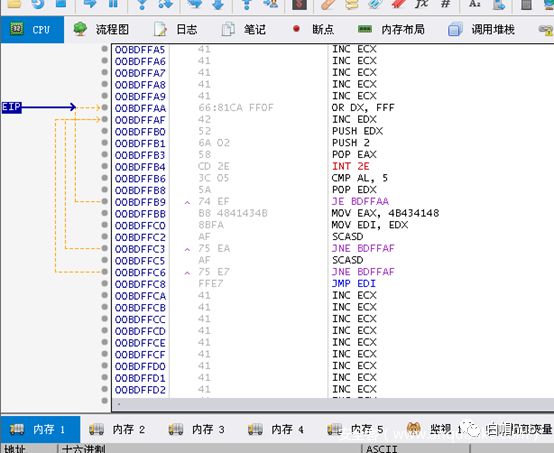 CPU 流程图 日志 笔记 断点 内存布局 调用堆栈
00BDFFA5 41 INC ECX
00BDFFA6 41 INC ECX
00BDFFA7 41 INC ECX
00BDFFA8 41 INC ECX
00BDFFA9 41 INC ECX
EIP 00BDFFAA 66:81CA FF0F OR DX, FFF
00BDFFAF 42 INC EDX
00BDFFB0 52 PUSH EDX
00BDFFB1 6A 02 PUSH 2
00BDFFB3 58 POP EAX
00BDFFB4 CD 2E INT 2E
00BDFFB6 3C 05 CMP AL, 5
00BDFFB8 5A POP EDX
00BDFFB9 ^ 74 EF JE BDFFAA
00BDFFBB B8 4841434B MOV EAX, 4B434148
00BDFFC0 8BFA MOV EDI, EDX
00BDFFC2 AF SCASD
00BDFFC3 ^ 75 EA JNE BDFFAF
00BDFFC5 AF SCASD
00BDFFC6 ^ 75 E7 JNE BDFFAF
00BDFFC8 FFE7 JMP EDI
00BDFFCA 41 INC ECX
00BDFFCB 41 INC ECX
00BDFFCC 41 INC ECX
00BDFFCD 41 INC ECX
00BDFFCE 41 INC ECX
00BDFFCF 41 INC ECX
00BDFFD0 41 INC ECX
00BDFFD1 41 INC ECX
00BDFFD2 41 INC ECX
内存 1 内存 2 内存 3 内存 4 内存 5 监视 1
地址 十六进制 ASCII